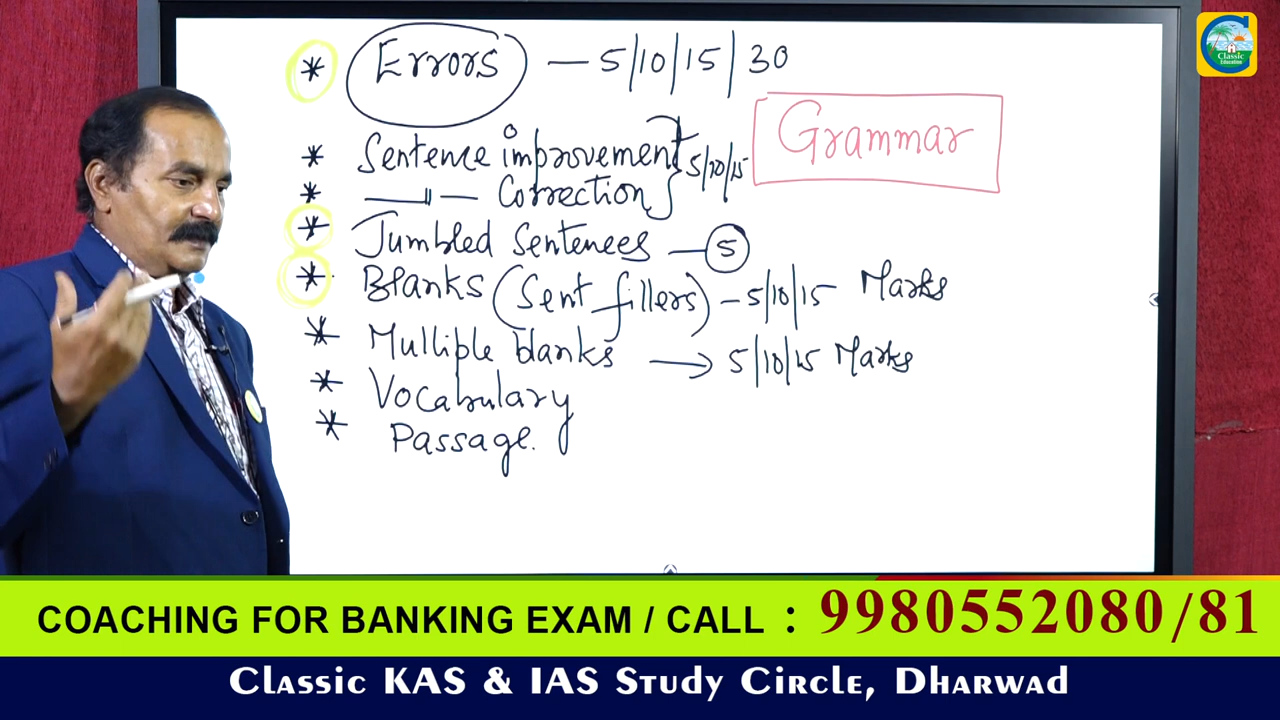 * Errors — 5/10/15/30
Grammar
* Sentence improvement } 5/10/15
* —〃— Correction
* Jumbled Sentences — 5
* Blanks (Sent fillers) – 5/10/15 Marks
* Multiple blanks → 5/10/15 Marks
* Vocabulary
* Passage.
Classic
Education
COACHING FOR BANKING EXAM / CALL : 9980552080/81
Classic KAS & IAS Study Circle, Dharwad